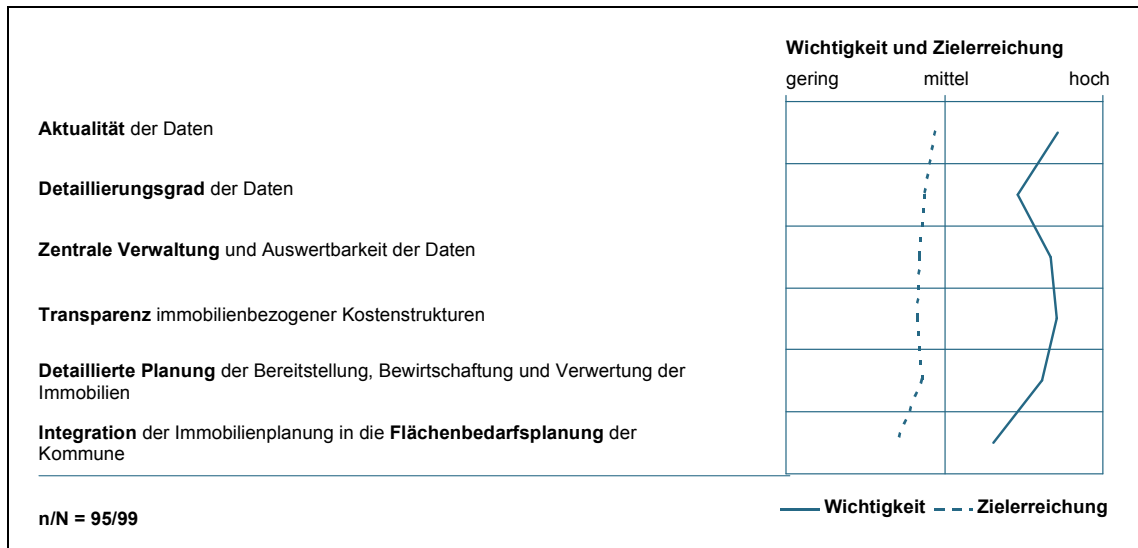 Wichtigkeit und Zielerreichung
gering mittel hoch
Aktualität der Daten
Detaillierungsgrad der Daten
Zentrale Verwaltung und Auswertbarkeit der Daten
Transparenz immobilienbezogener Kostenstrukturen
Detaillierte Planung der Bereitstellung, Bewirtschaftung und Verwertung der
Immobilien
Integration der Immobilienplanung in die Flächenbedarfsplanung der
Kommune
n/N = 95/99
Wichtigkeit Zielerreichung